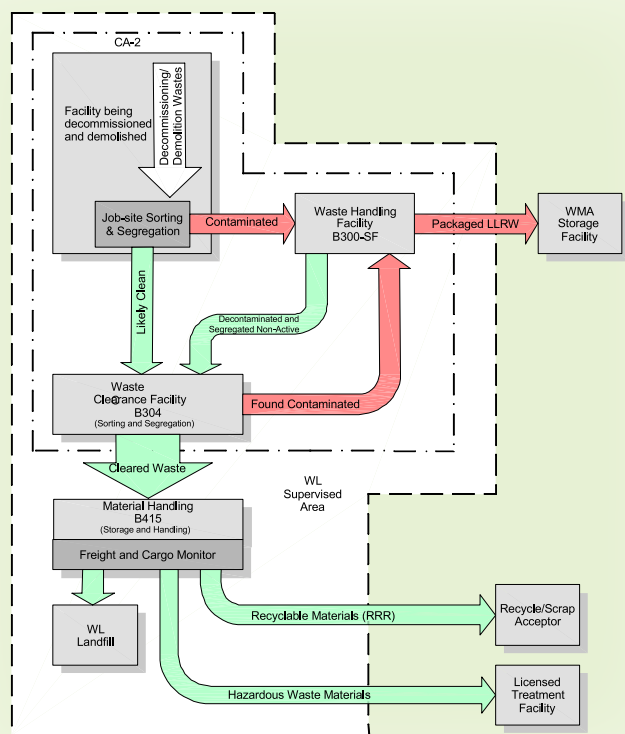 CA-2
Decommissioning/
Demolition Wastes
Facility being
decommissioned
and demolished
Job-site Sorting
& Segregation
Contaminated
Waste Handling
Facility
B300-SF
Packaged LLRW
WMA
Storage
Facility
Likely Clean
Decontaminated and
Segregated Non-Active
Waste
Clearance Facility
B304
(Sorting and Segregation)
Found Contaminated
Cleared Waste
WL
Supervised
Area
Material Handling
B415
(Storage and Handling)
Freight and Cargo Monitor
WL
Landfill
Recyclable Materials (RRR)
Recycle/Scrap
Acceptor
Hazardous Waste Materials
Licensed
Treatment
Facility